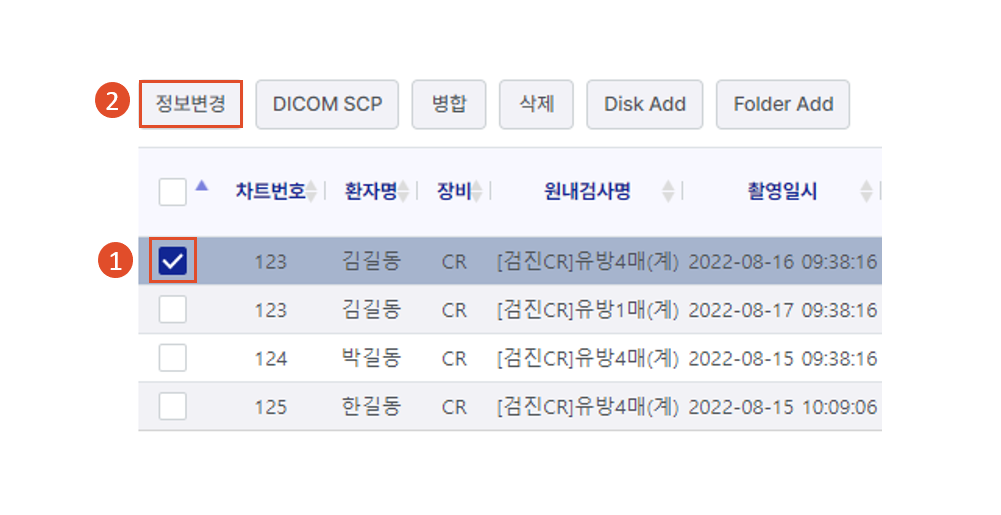 2 정보변경 DICOM SCP 병합 삭제 Disk Add Folder Add
차트번호 환자명 장비 원내검사명 촬영일시
1 123 김길동 CR [검진CR]유방4매(계) 2022-08-16 09:38:16
123 김길동 CR [검진CR]유방1매(계) 2022-08-17 09:38:16
124 박길동 CR [검진CR]유방4매(계) 2022-08-15 09:38:16
125 한길동 CR [검진CR]유방4매(계) 2022-08-15 10:09:06